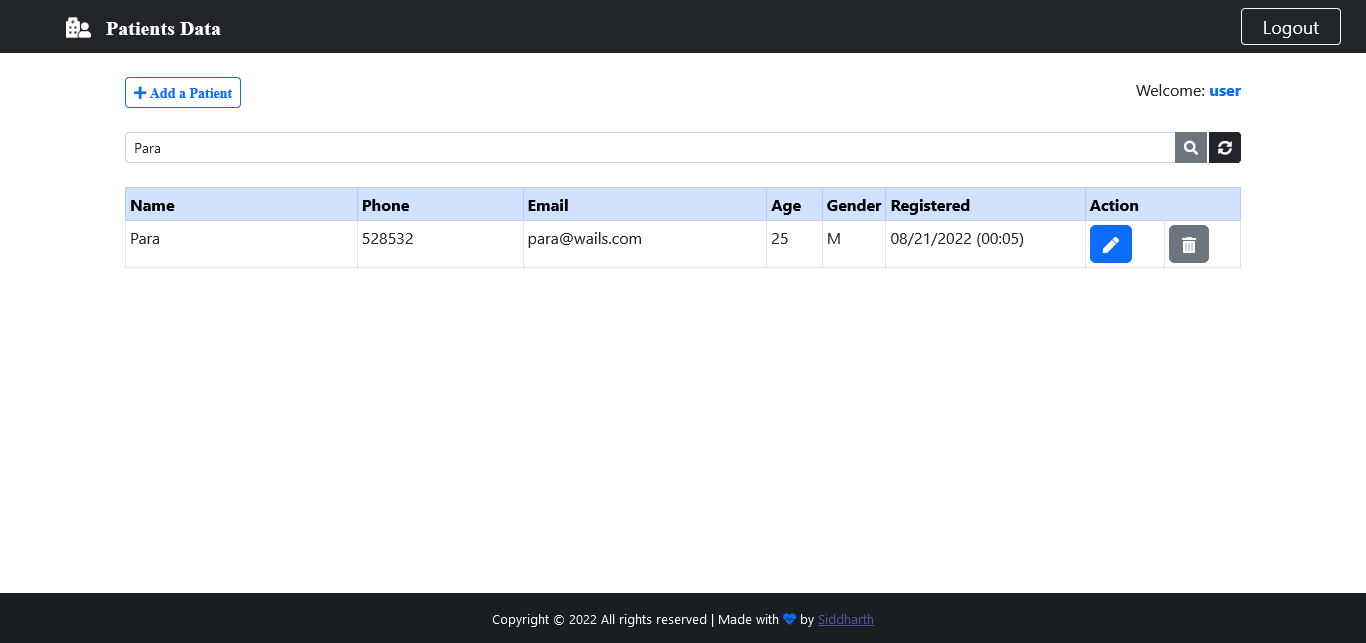 Patients Data
Logout
Add a Patient
Welcome: user
Para
Name Phone Email Age Gender Registered Action
Para 528532 para@wails.com 25 M 08/21/2022 (00:05)
Copyright © 2022 All rights reserved | Made with by Siddharth